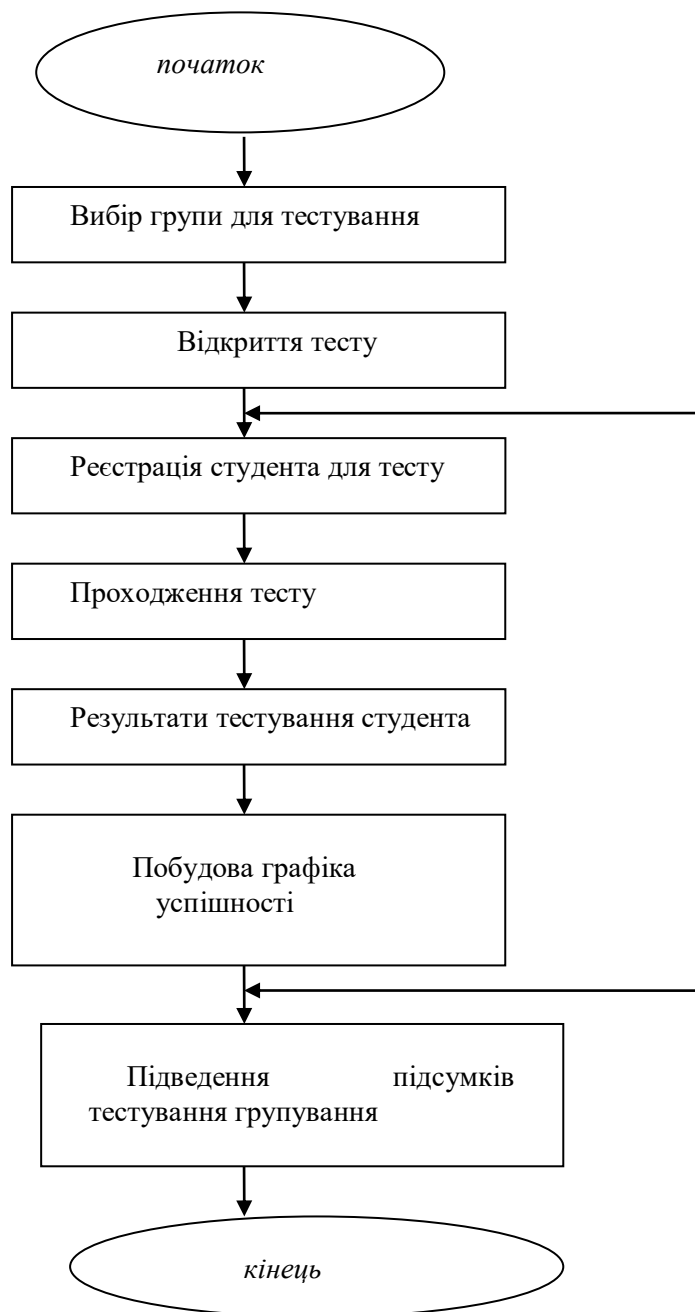 початок
Вибір групи для тестування
Відкриття тесту
Реєстрація студента для тесту
Проходження тесту
Результати тестування студента
Побудова графіка
успішності
Підведення підсумків
тестування групування
кінець